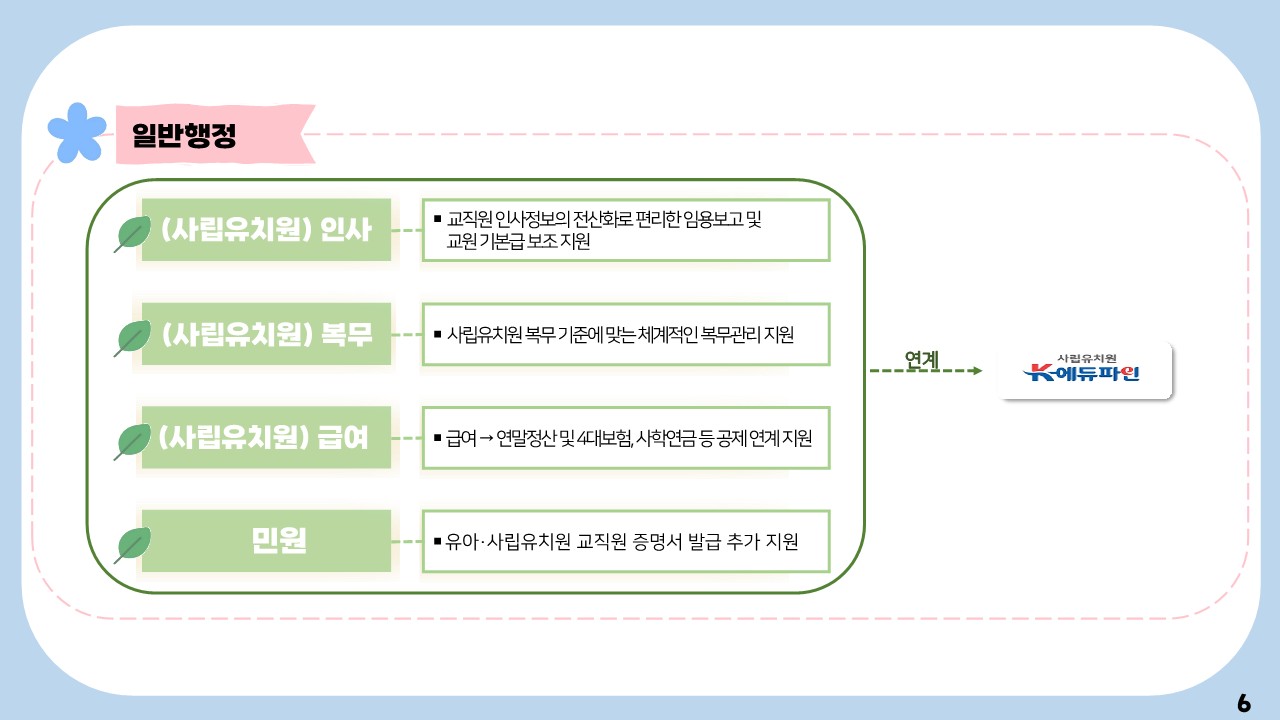 일반행정
(사립유치원) 인사
▪ 교직원 인사정보의 전산화로 편리한 임용보고 및
교원 기본급 보조 지원
(사립유치원) 복무
▪ 사립유치원 복무 기준에 맞는 체계적인 복무관리 지원
(사립유치원) 급여
▪ 급여 → 연말정산 및 4대보험, 사학연금 등 공제 연계 지원
민원
▪ 유아·사립유치원 교직원 증명서 발급 추가 지원
연계
사립유치원
K-에듀파인
6